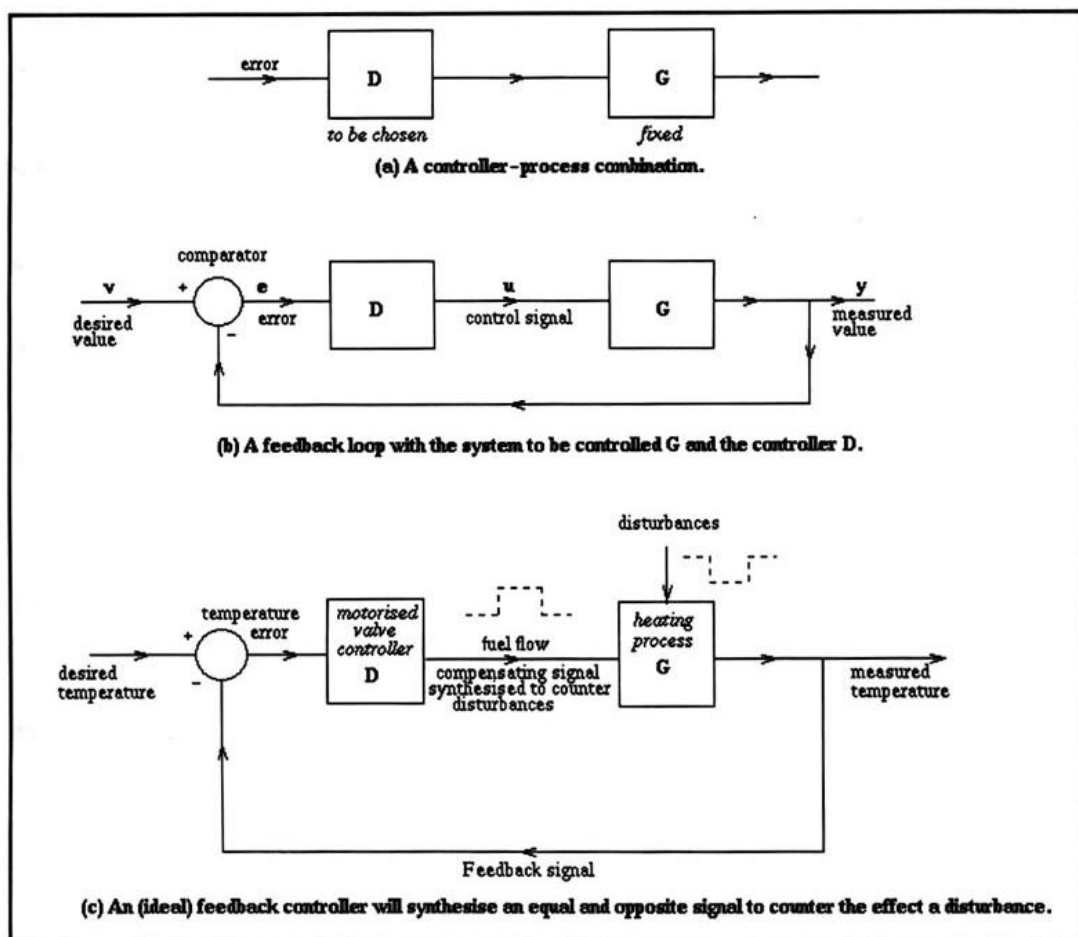 error
D
G
to be chosen
fixed
(a) A controller-process combination.
comparator
+
v
e
u
y
desired
value
error
D
control signal
G
measured
value
-
(b) A feedback loop with the system to be controlled G and the controller D.
disturbances
+
temperature
error
motorised
valve
controller
D
fuel flow
compensating signal
synthesised to counter
disturbances
heating
process
G
desired
temperature
measured
temperature
-
Feedback signal
(c) An (ideal) feedback controller will synthesise an equal and opposite signal to counter the effect a disturbance.